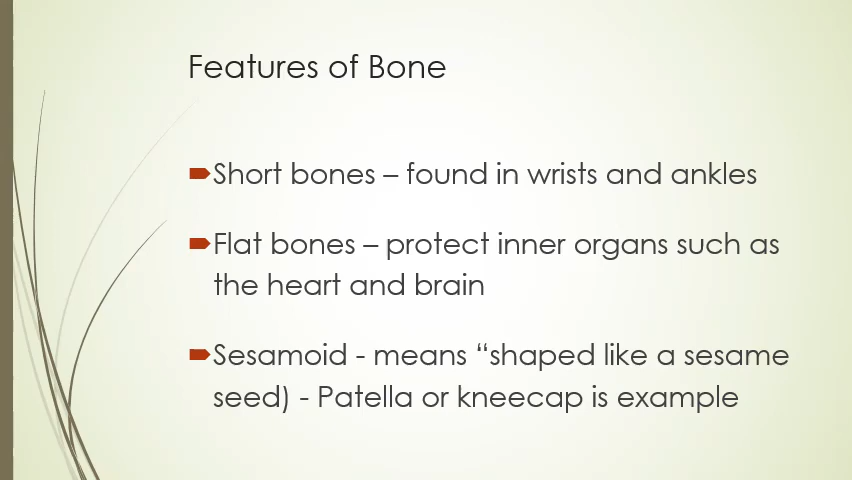 Features of Bone
Short bones – found in wrists and ankles
Flat bones – protect inner organs such as
the heart and brain
Sesamoid - means “shaped like a sesame
seed) - Patella or kneecap is example